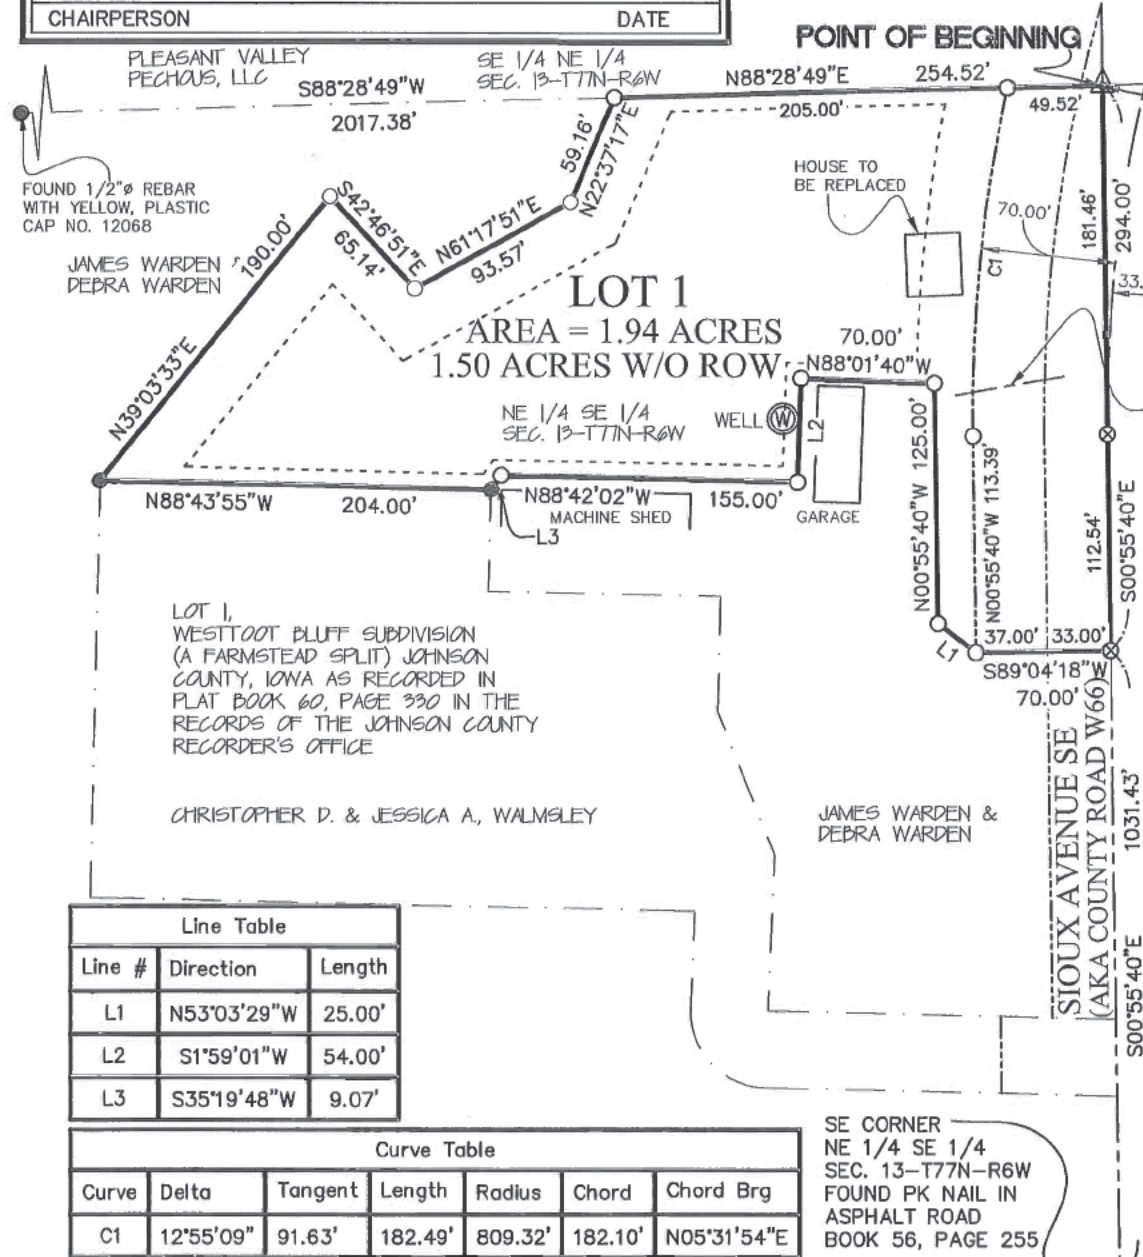 CHAIRPERSON DATE
PLEASANT VALLEY
PECHOUS, LLC
SE 1/4 NE 1/4
SEC. 13-T77N-R6W
POINT OF BEGINNING
S88°28'49"W
2017.38'
N88°28'49"E 254.52'
205.00'
49.52'
FOUND 1/2"ø REBAR
WITH YELLOW, PLASTIC
CAP NO. 12068
59.16'
N22°37'17"E
HOUSE TO
BE REPLACED
S42°46'51"E
65.14'
N61°17'51"E
93.57'
70.00'
C1
181.46'
294.00'
33.
JAMES WARDEN
DEBRA WARDEN
190.00'
N39°03'33"E
LOT 1
AREA = 1.94 ACRES
1.50 ACRES W/O ROW
70.00'
N88°01'40"W
NE 1/4 SE 1/4
SEC. 13-T77N-R6W
WELL W
L2
N88°43'55"W 204.00'
N88°42'02"W 155.00'
MACHINE SHED
GARAGE
L3
N00°55'40"W 125.00'
N00°55'40"W 113.39'
112.54'
S00°55'40"E
L1
37.00' 33.00'
S89°04'18"W
70.00'
LOT 1,
WESTTOOT BLUFF SUBDIVISION
(A FARMSTEAD SPLIT) JOHNSON
COUNTY, IOWA AS RECORDED IN
PLAT BOOK 60, PAGE 330 IN THE
RECORDS OF THE JOHNSON COUNTY
RECORDER'S OFFICE
CHRISTOPHER D. & JESSICA A., WALMSLEY
JAMES WARDEN &
DEBRA WARDEN
SIOUX AVENUE SE
(AKA COUNTY ROAD W66)
1031.43'
S00°55'40"E
Line Table
Line # Direction Length
L1 N53°03'29"W 25.00'
L2 S1°59'01"W 54.00'
L3 S35°19'48"W 9.07'
Curve Table
Curve Delta Tangent Length Radius Chord Chord Brg
C1 12°55'09" 91.63' 182.49' 809.32' 182.10' N05°31'54"E
SE CORNER
NE 1/4 SE 1/4
SEC. 13-T77N-R6W
FOUND PK NAIL IN
ASPHALT ROAD
BOOK 56, PAGE 255